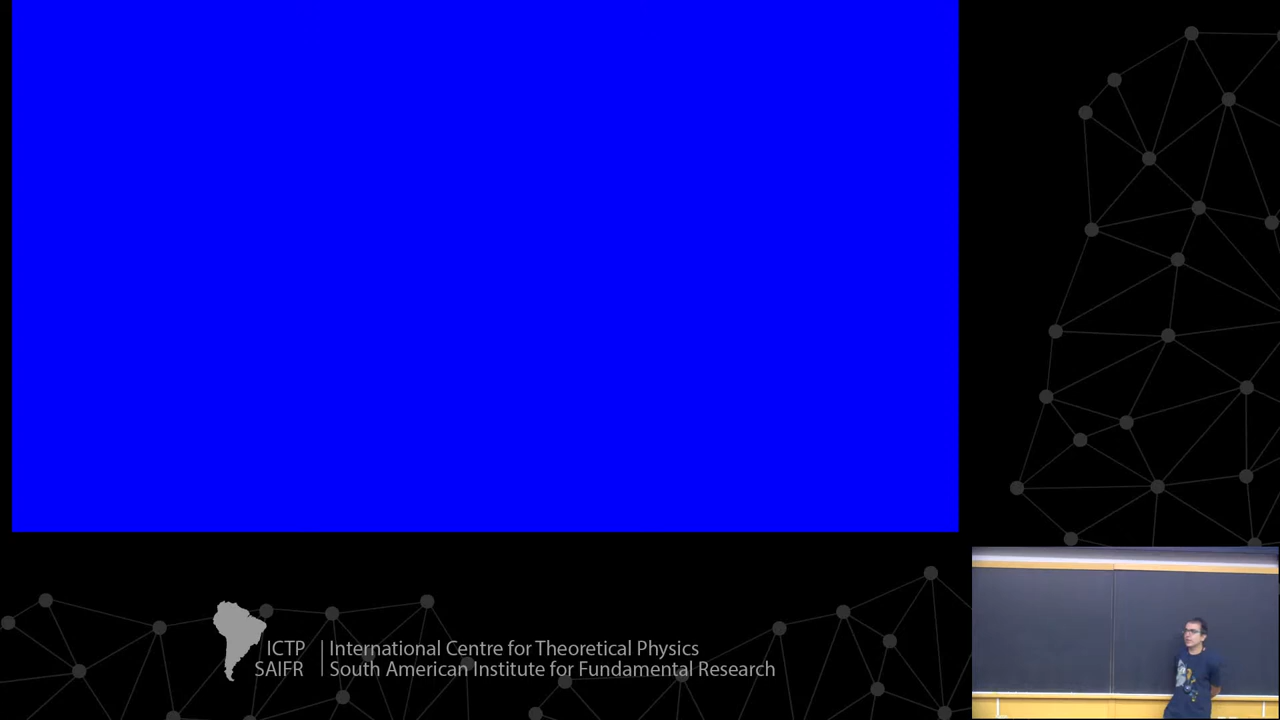 ICTP | International Centre for Theoretical Physics
SAIFR | South American Institute for Fundamental Research